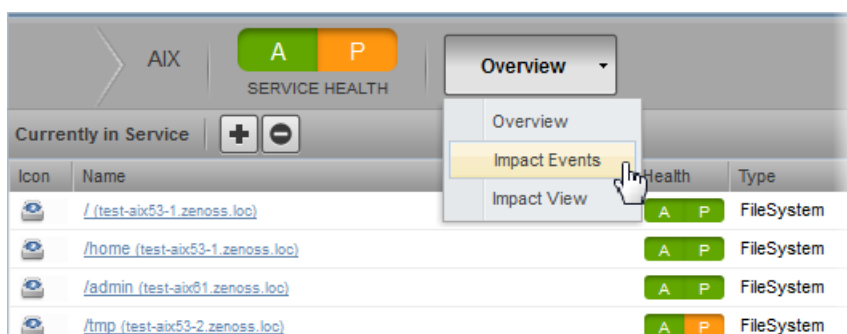 AIX
A P
SERVICE HEALTH
Overview
Overview
Impact Events
Impact View
Currently in Service
Icon Name Health Type
/ (test-aix53-1.zenoss.loc) A P FileSystem
/home (test-aix53-1.zenoss.loc) A P FileSystem
/admin (test-aix61.zenoss.loc) A P FileSystem
/tmp (test-aix53-2.zenoss.loc) A P FileSystem